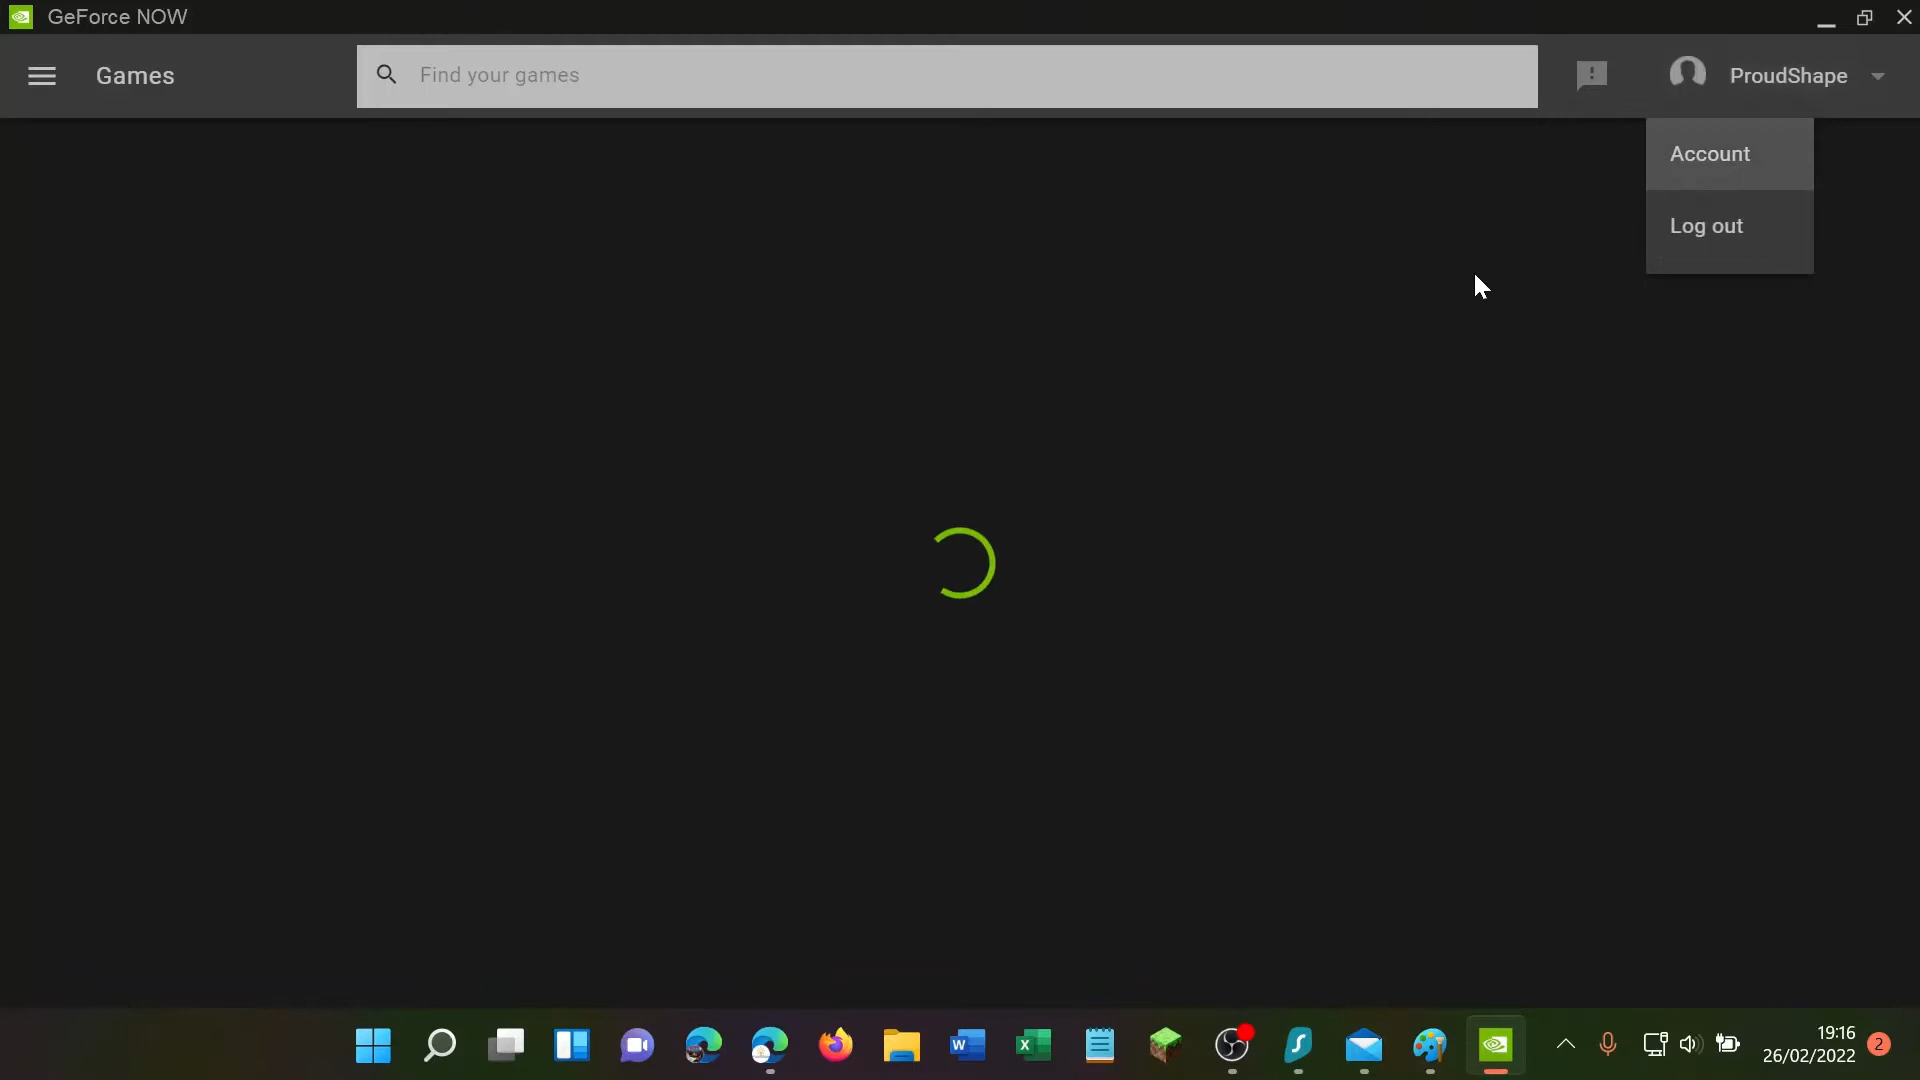 GeForce NOW
Games
Find your games
ProudShape
Account
Log out
W
X
19:16
26/02/2022
2